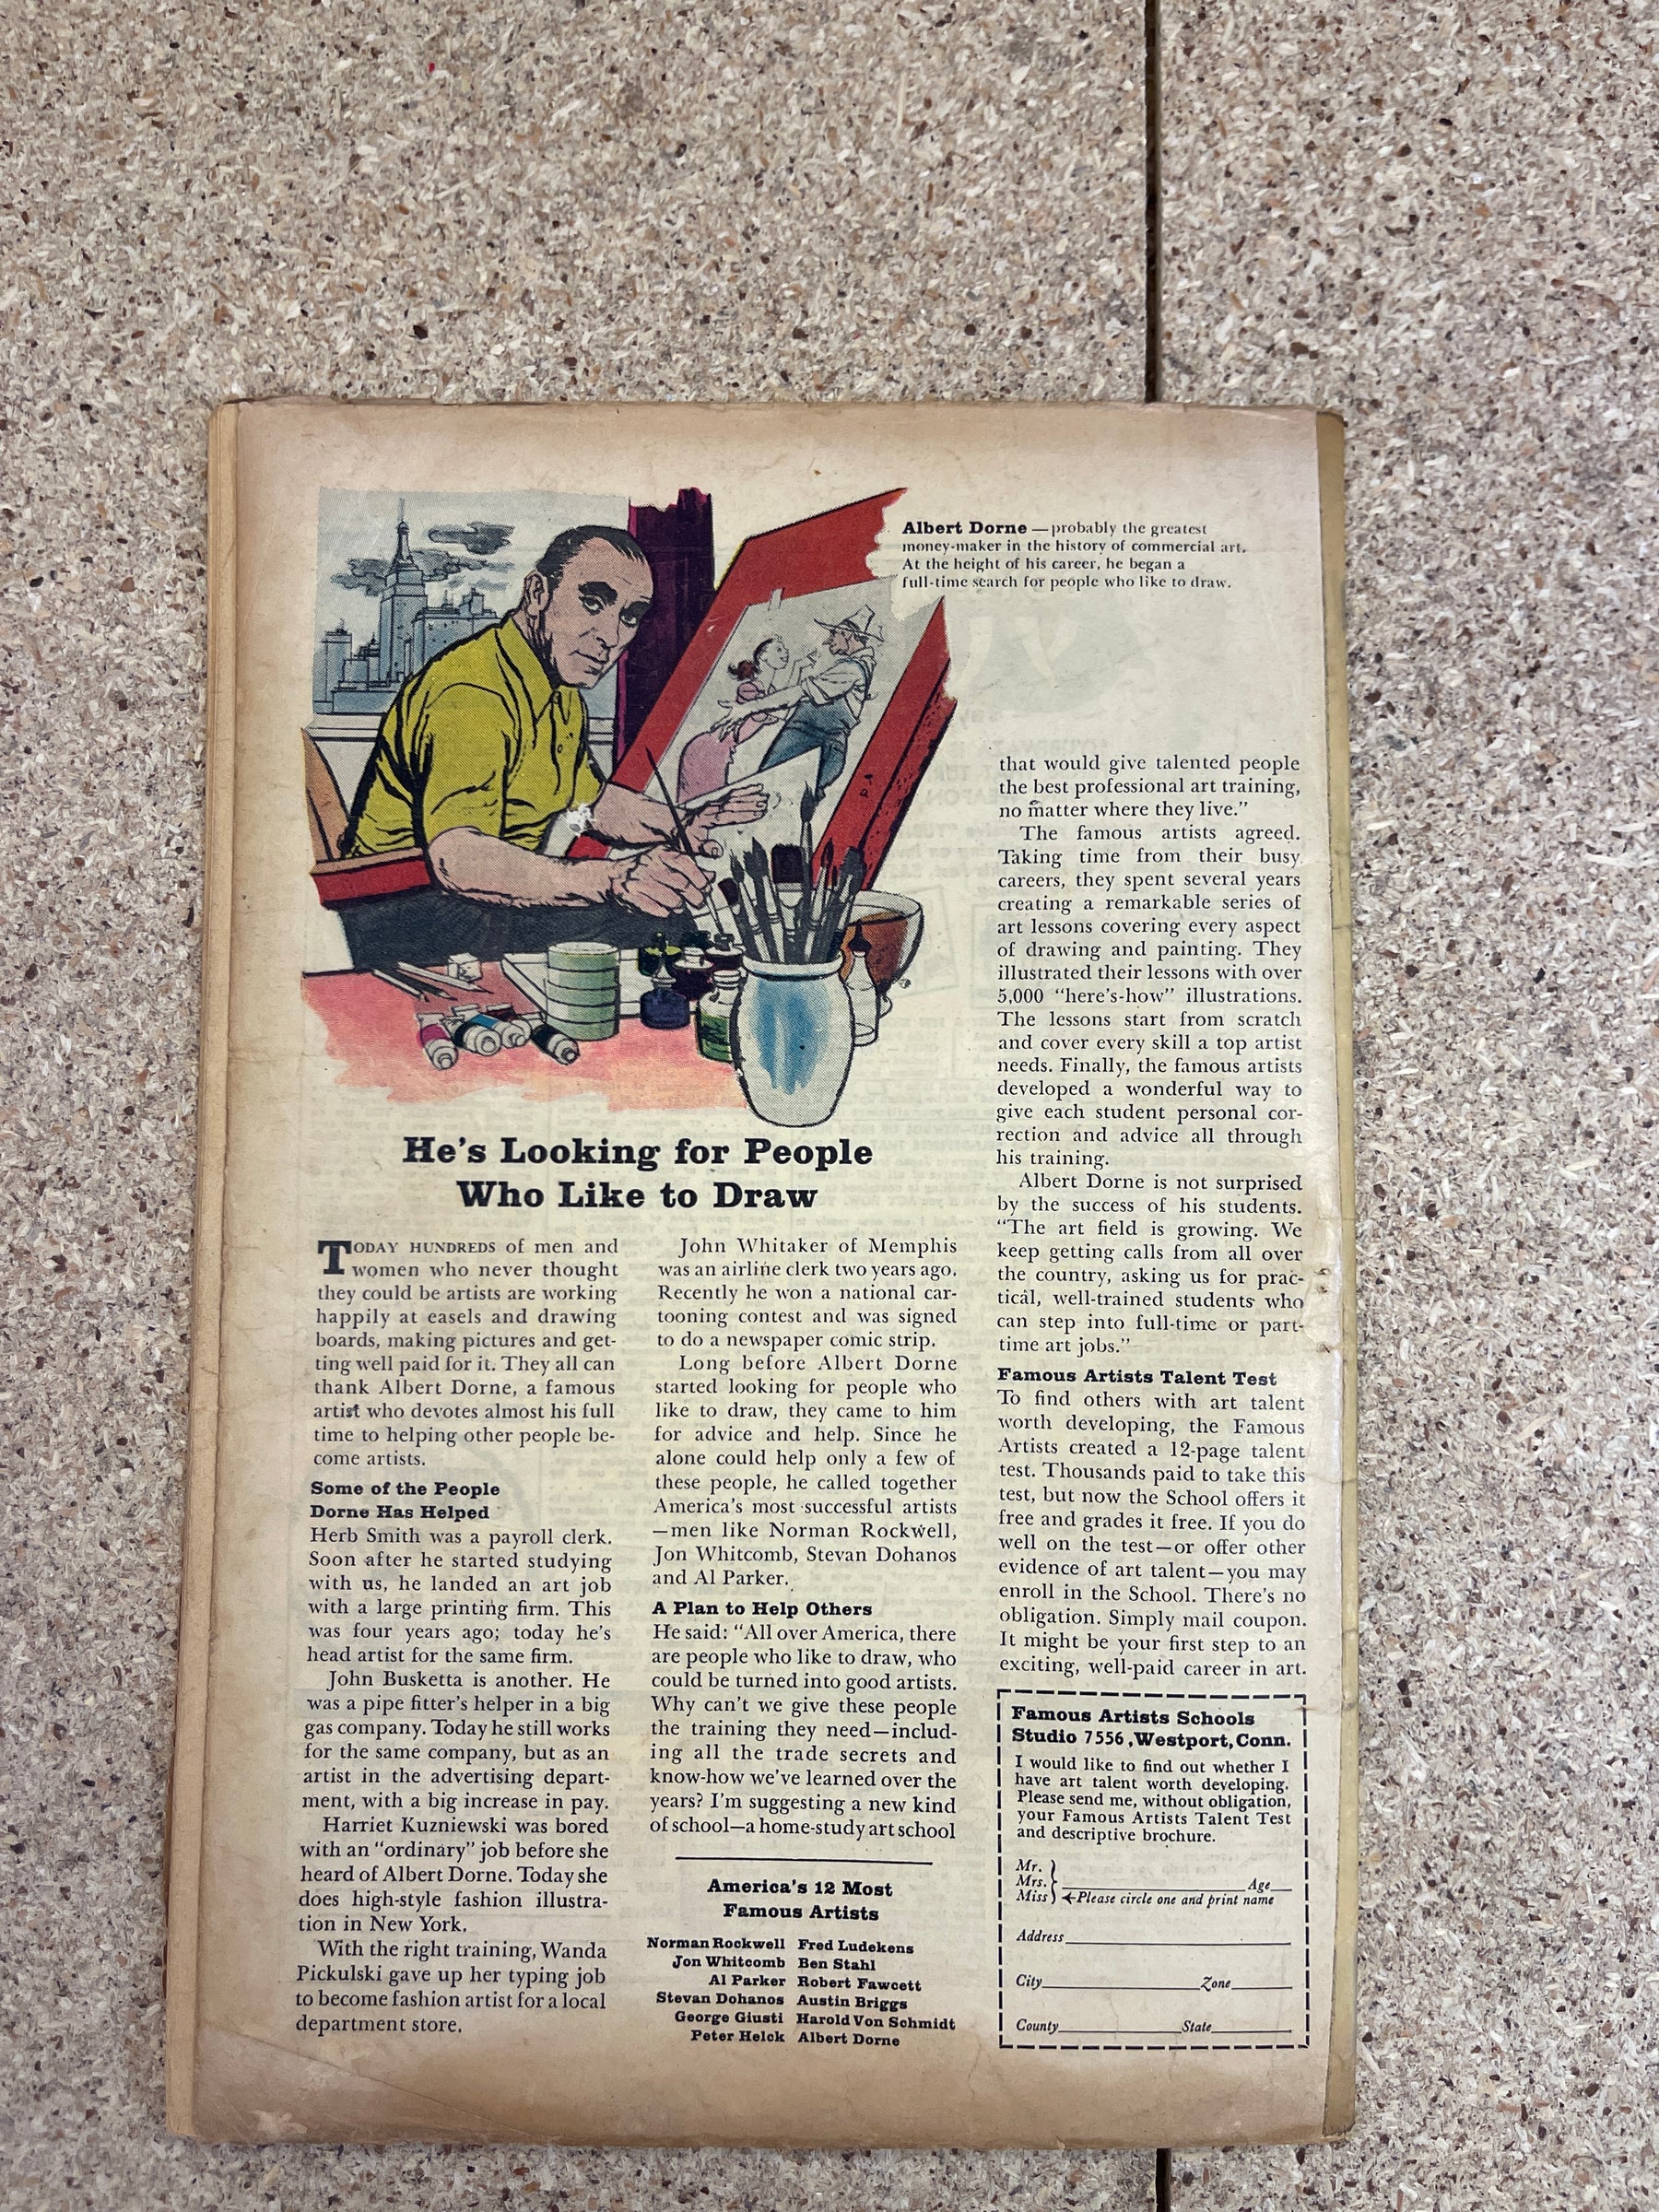 Albert Dorne — probably the greatest
money-maker in the history of commercial art.
At the height of his career, he began a
full-time search for people who like to draw.
He's Looking for People
Who Like to Draw
TODAY HUNDREDS of men and
women who never thought
they could be artists are working
happily at easels and drawing
boards, making pictures and get-
ting well paid for it. They all can
thank Albert Dorne, a famous
artist who devotes almost his full
time to helping other people be-
come artists.
Some of the People
Dorne Has Helped
Herb Smith was a payroll clerk.
Soon after he started studying
with us, he landed an art job
with a large printing firm. This
was four years ago; today he's
head artist for the same firm.
John Busketta is another. He
was a pipe fitter's helper in a big
gas company. Today he still works
for the same company, but as an
artist in the advertising depart-
ment, with a big increase in pay.
Harriet Kuzniewski was bored
with an "ordinary" job before she
heard of Albert Dorne. Today she
does high-style fashion illustra-
tion in New York.
With the right training, Wanda
Pickulski gave up her typing job
to become fashion artist for a local
department store.
John Whitaker of Memphis
was an airline clerk two years ago.
Recently he won a national car-
tooning contest and was signed
to do a newspaper comic strip.
Long before Albert Dorne
started looking for people who
like to draw, they came to him
for advice and help. Since he
alone could help only a few of
these people, he called together
America's most successful artists
—men like Norman Rockwell,
Jon Whitcomb, Stevan Dohanos
and Al Parker.
A Plan to Help Others
He said: "All over America, there
are people who like to draw, who
could be turned into good artists.
Why can't we give these people
the training they need—includ-
ing all the trade secrets and
know-how we've learned over the
years? I'm suggesting a new kind
of school—a home-study art school
America's 12 Most
Famous Artists
Norman Rockwell Fred Ludekens
Jon Whitcomb Ben Stahl
Al Parker Robert Fawcett
Stevan Dohanos Austin Briggs
George Giusti Harold Von Schmidt
Peter Helck Albert Dorne
that would give talented people
the best professional art training,
no matter where they live."
The famous artists agreed.
Taking time from their busy
careers, they spent several years
creating a remarkable series of
art lessons covering every aspect
of drawing and painting. They
illustrated their lessons with over
5,000 "here's-how" illustrations.
The lessons start from scratch
and cover every skill a top artist
needs. Finally, the famous artists
developed a wonderful way to
give each student personal cor-
rection and advice all through
his training.
Albert Dorne is not surprised
by the success of his students.
"The art field is growing. We
keep getting calls from all over
the country, asking us for prac-
tical, well-trained students who
can step into full-time or part-
time art jobs."
Famous Artists Talent Test
To find others with art talent
worth developing, the Famous
Artists created a 12-page talent
test. Thousands paid to take this
test, but now the School offers it
free and grades it free. If you do
well on the test—or offer other
evidence of art talent—you may
enroll in the School. There's no
obligation. Simply mail coupon.
It might be your first step to an
exciting, well-paid career in art.
Famous Artists Schools
Studio 7556, Westport, Conn.
I would like to find out whether I
have art talent worth developing.
Please send me, without obligation,
your Famous Artists Talent Test
and descriptive brochure.
Mr.
Mrs. Age
Miss ←Please circle one and print name
Address
City Zone
County State